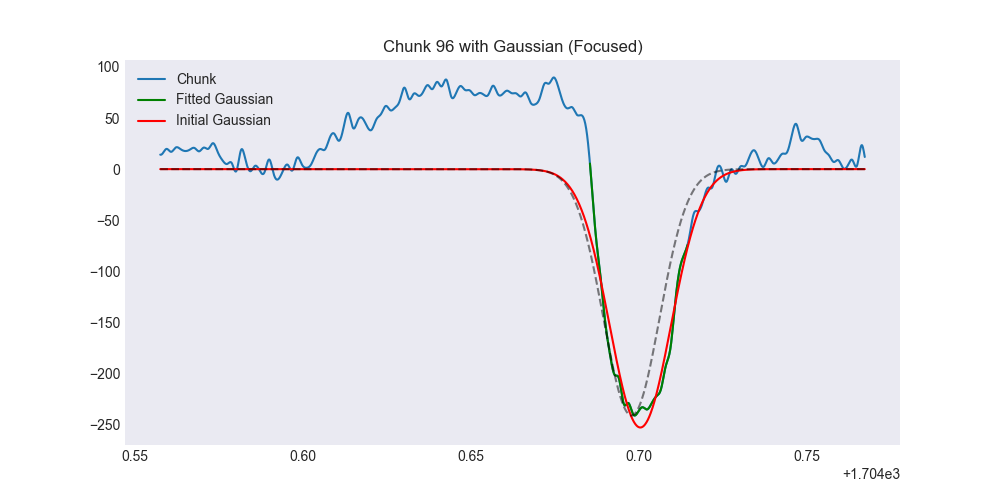 Chunk 96 with Gaussian (Focused)
100
50
0
−50
−100
−150
−200
−250
Chunk
Fitted Gaussian
Initial Gaussian
0.55 0.60 0.65 0.70 0.75
+1.704e3